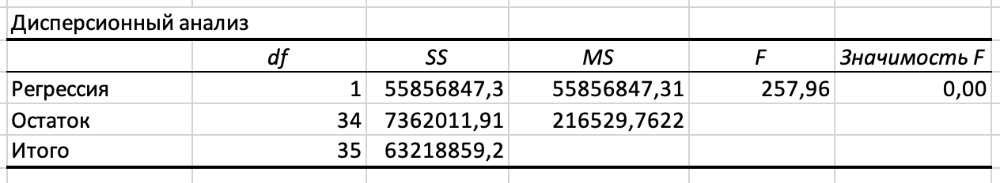 Дисперсионный анализ
df SS MS F Значимость F
Регрессия 1 55856847,3 55856847,31 257,96 0,00
Остаток 34 7362011,91 216529,7622
Итого 35 63218859,2